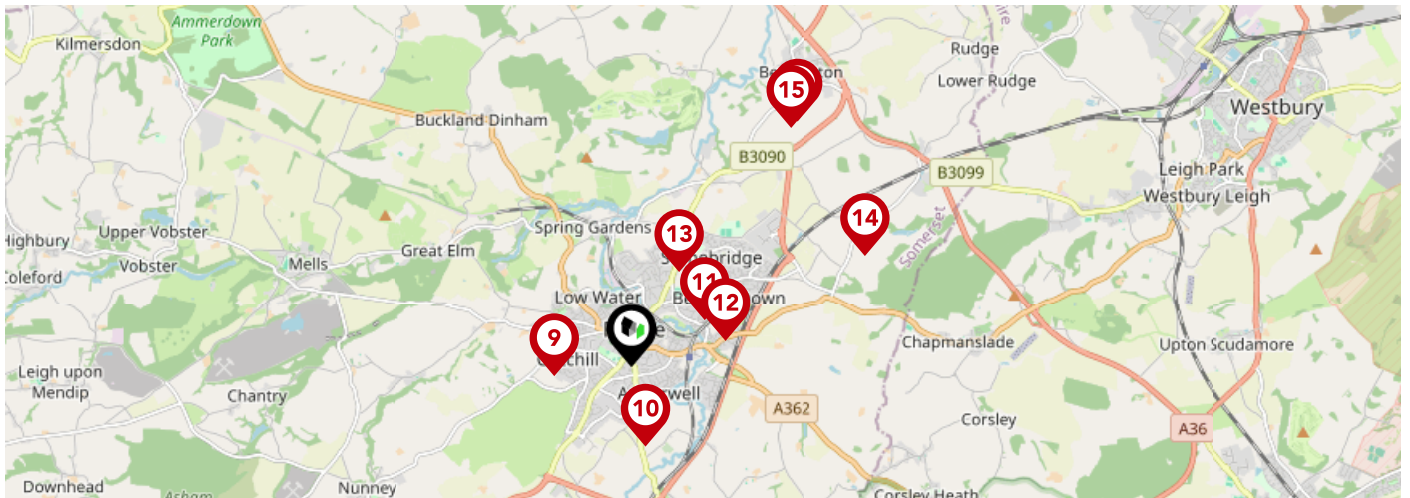 Ammerdown
Park
Kilmersdon
Rudge
Lower Rudge
Westbury
15
Buckland Dinham
B3090
B3099
Leigh Park
Westbury Leigh
Somerset
14
13
Spring Gardens
Upper Vobster
Highbury
Great Elm
Mells
Vobster
Coleford
11
12
Low Water
9
Chapmanslade
Upton Scudamore
Leigh upon
Mendip
Chantry
10
A362
Corsley
A36
Downhead
Nunney
Asham
Corsley Heath